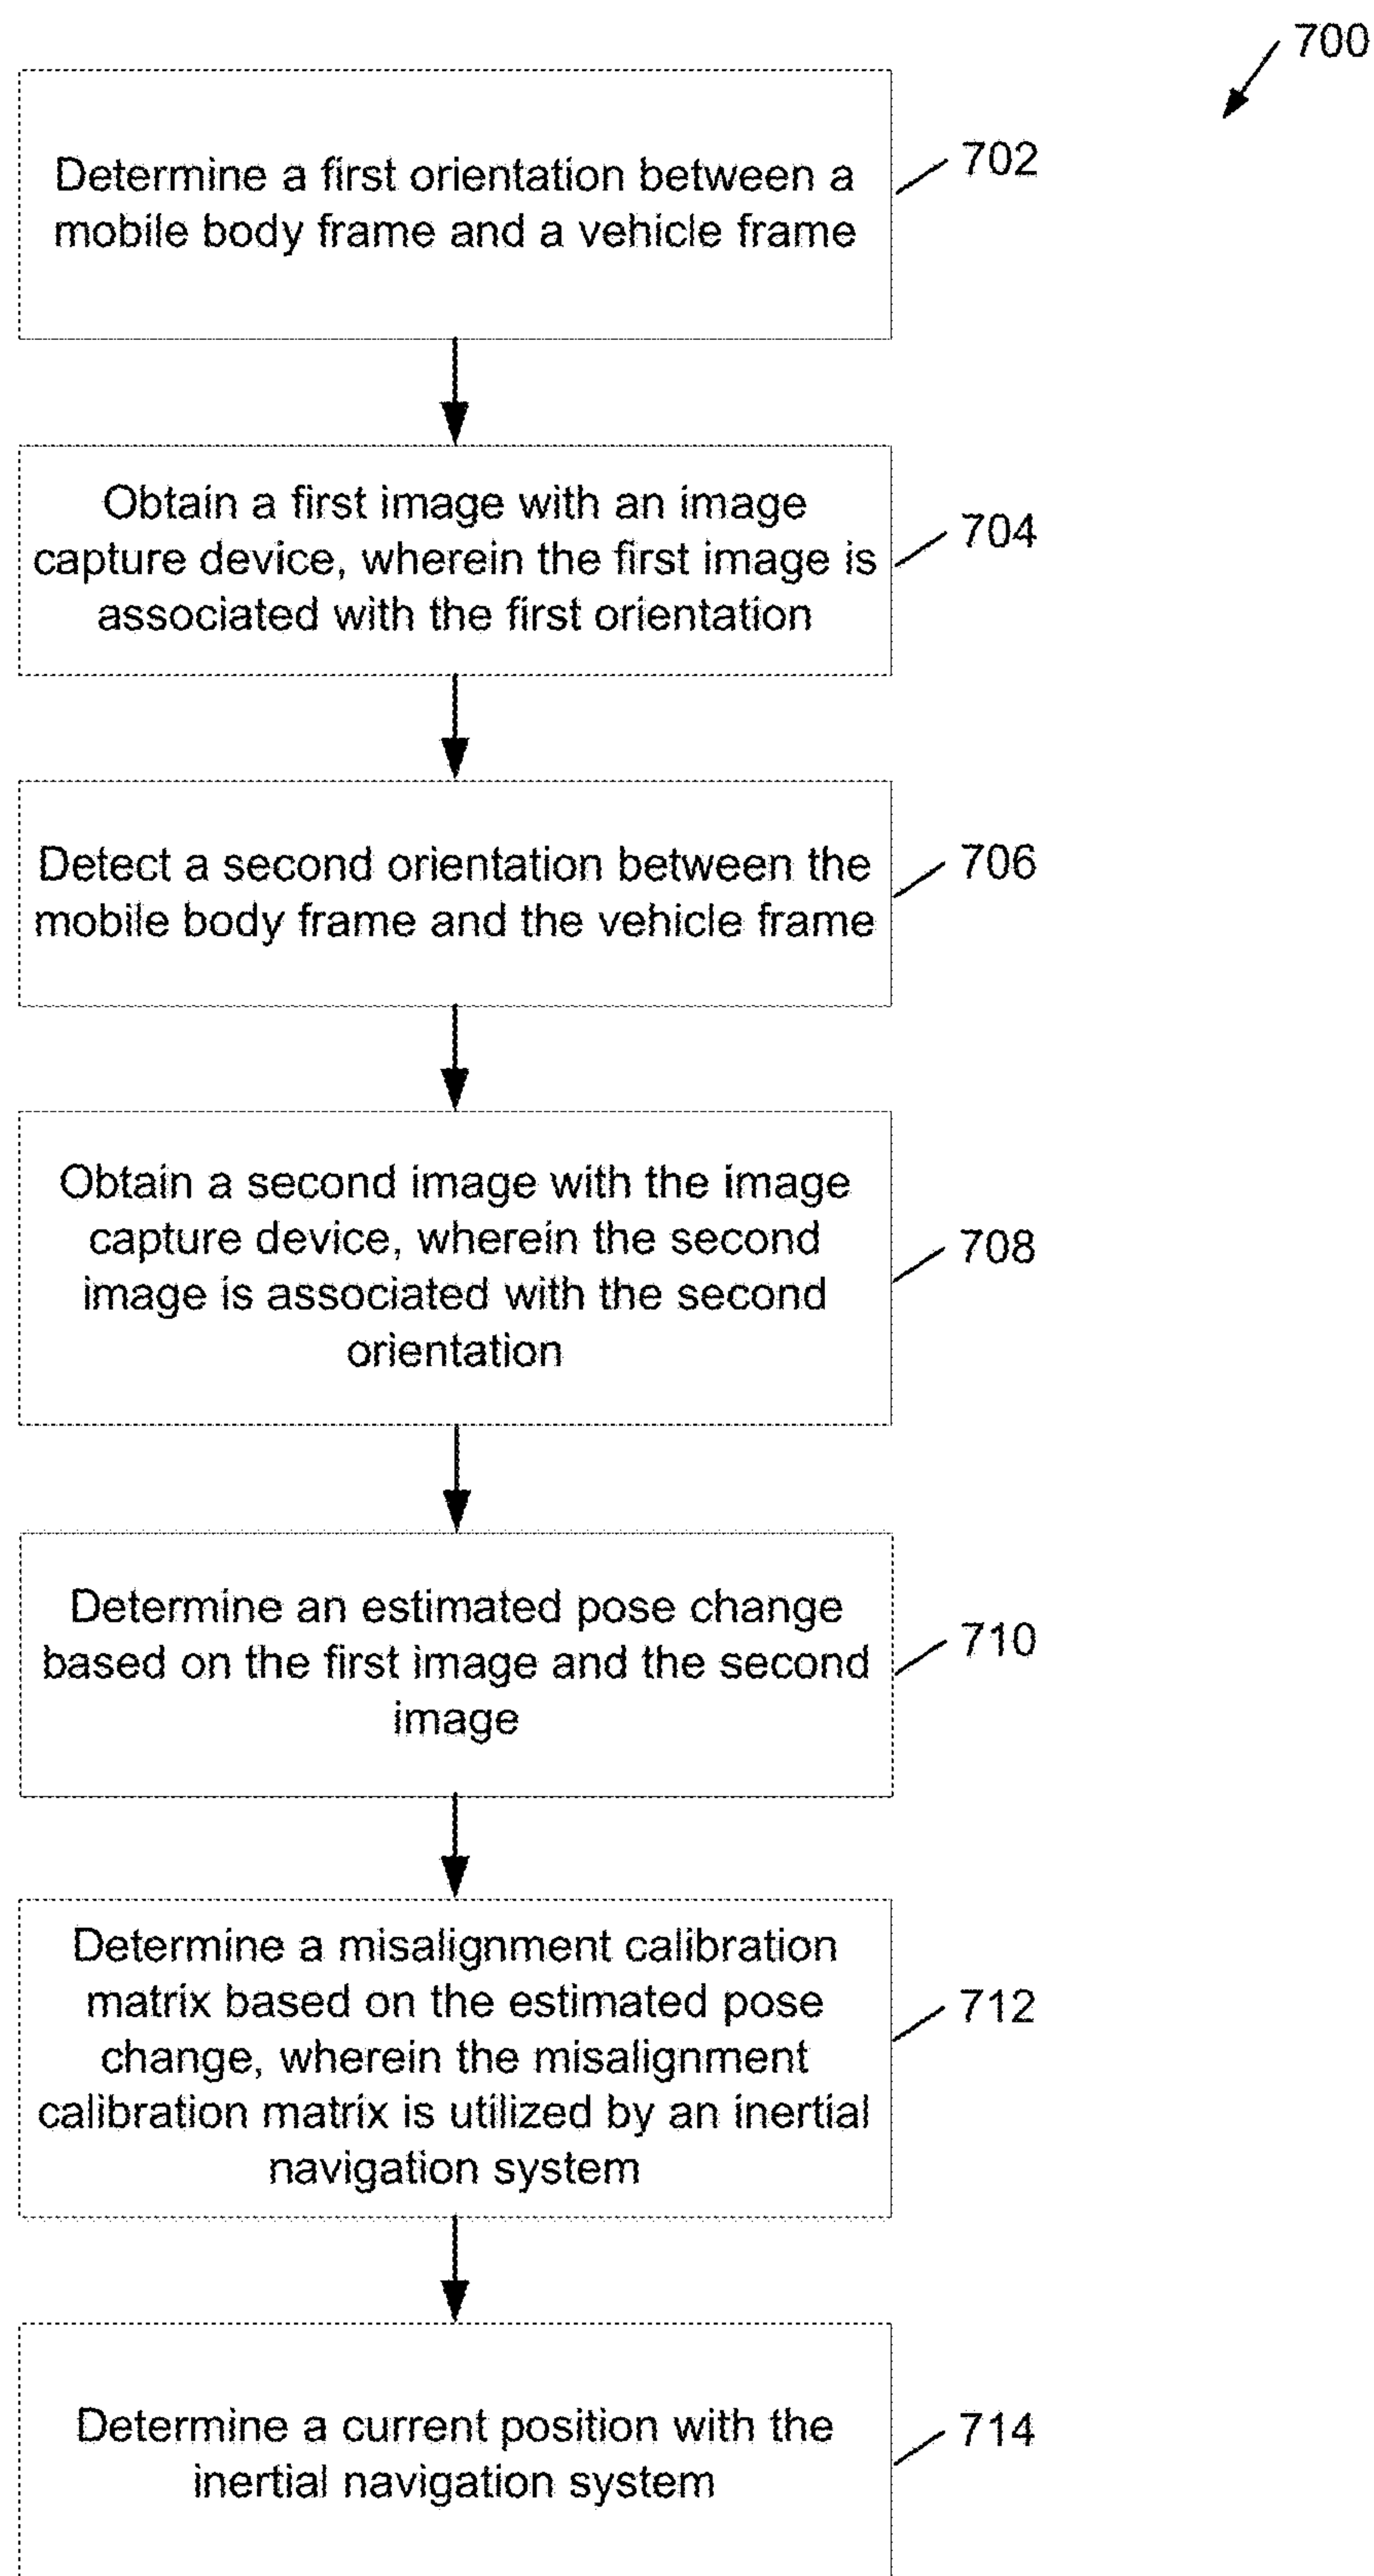 700
Determine a first orientation between a
mobile body frame and a vehicle frame
702
Obtain a first image with an image
capture device, wherein the first image is
associated with the first orientation
704
Detect a second orientation between the
mobile body frame and the vehicle frame
706
Obtain a second image with the image
capture device, wherein the second
image is associated with the second
orientation
708
Determine an estimated pose change
based on the first image and the second
image
710
Determine a misalignment calibration
matrix based on the estimated pose
change, wherein the misalignment
calibration matrix is utilized by an inertial
navigation system
712
Determine a current position with the
inertial navigation system
714